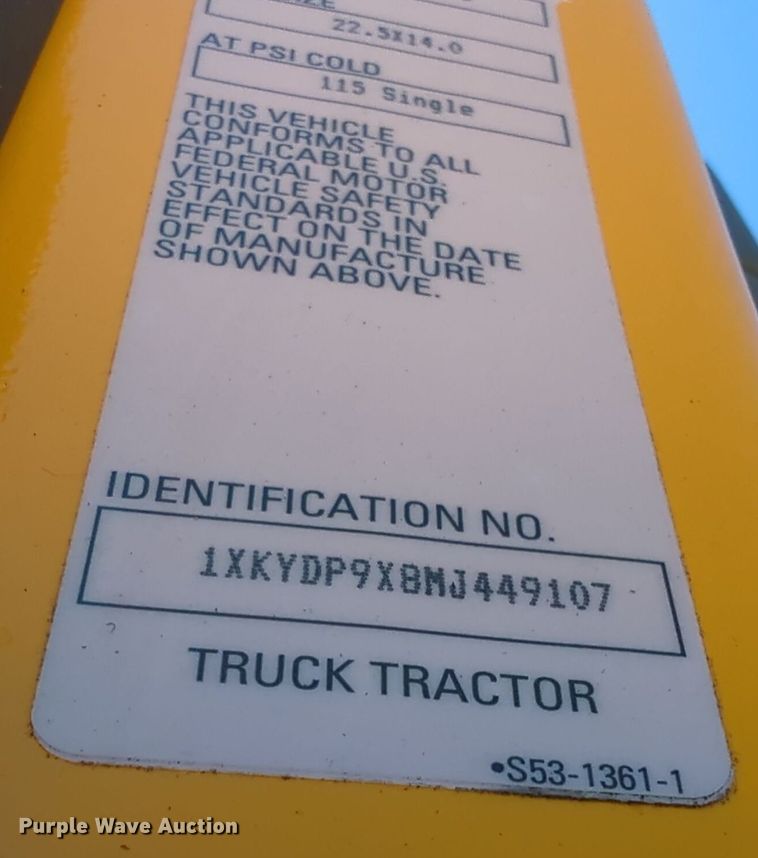 22.5X14.0
AT PSI COLD
115 Single
THIS VEHICLE
CONFORMS TO ALL
APPLICABLE U.S.
FEDERAL MOTOR
VEHICLE SAFETY
STANDARDS IN
EFFECT ON THE DATE
OF MANUFACTURE
SHOWN ABOVE.
IDENTIFICATION NO.
1XKYDP9X8MJ449107
TRUCK TRACTOR
•S53-1361-1
Purple Wave Auction